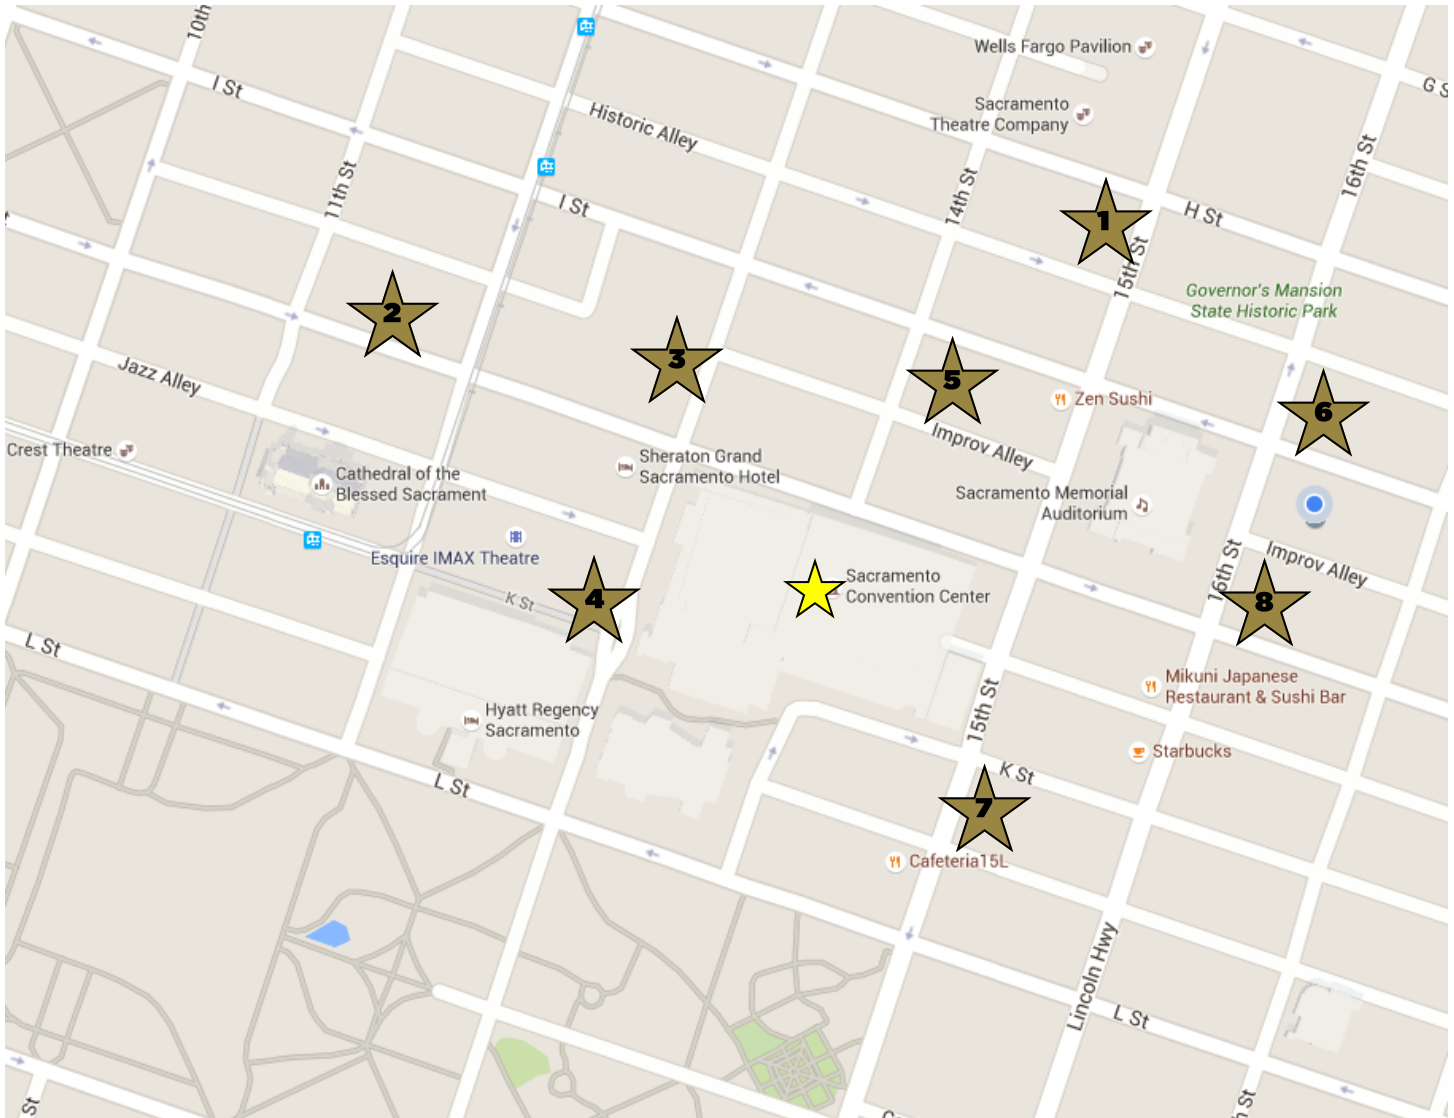 10th
I St
Historic Alley
Wells Fargo Pavilion
Sacramento
Theatre Company
G S
11th St
I St
14th St
16th St
1
H St
15th St
Governor's Mansion
State Historic Park
2
3
5
Zen Sushi
6
Jazz Alley
Crest Theatre
Cathedral of the
Blessed Sacrament
Sheraton Grand
Sacramento Hotel
Improv Alley
Sacramento Memorial
Auditorium
Esquire IMAX Theatre
K St
4
Sacramento
Convention Center
16th St
Improv Alley
8
L St
Hyatt Regency
Sacramento
15th St
Mikuni Japanese
Restaurant & Sushi Bar
Starbucks
L St
K St
7
Cafeteria15L
Lincoln Hwy
L St
St
St